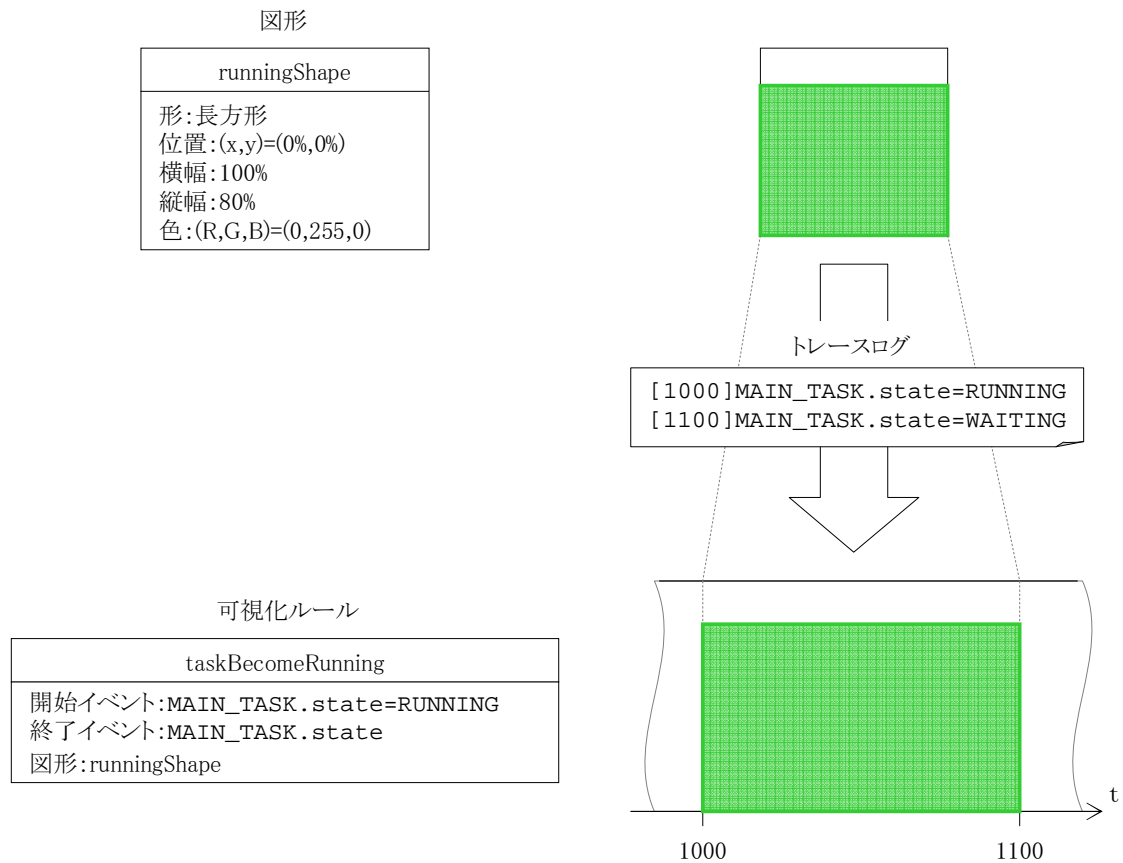 図形
runningShape
形:長方形
位置:(x,y)=(0%,0%)
横幅:100%
縦幅:80%
色:(R,G,B)=(0,255,0)
トレースログ
[1000]MAIN_TASK.state=RUNNING
[1100]MAIN_TASK.state=WAITING
可視化ルール
taskBecomeRunning
開始イベント:MAIN_TASK.state=RUNNING
終了イベント:MAIN_TASK.state
図形:runningShape
t
1000
1100